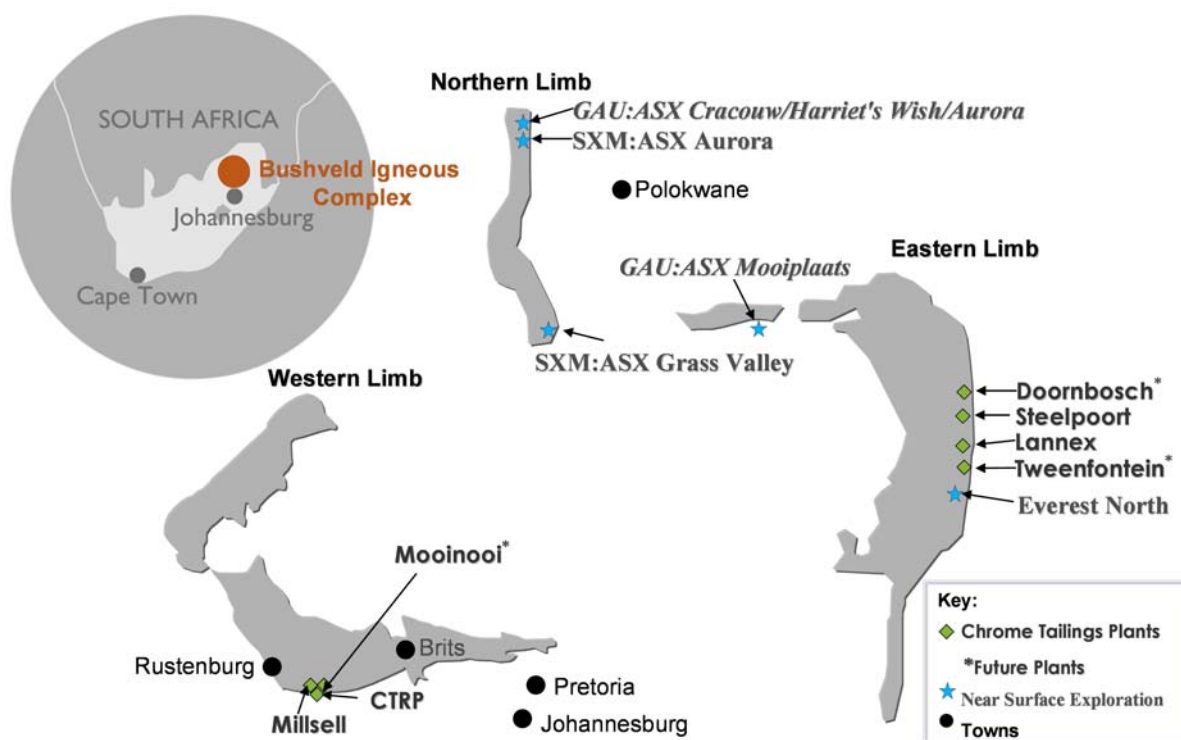 SOUTH AFRICA
Bushveld Igneous
Complex
Johannesburg
Cape Town
Northern Limb
GAU:ASX Cracouw/Harriet's Wish/Aurora
SXM:ASX Aurora
Polokwane
GAU:ASX Mooiplaats
SXM:ASX Grass Valley
Eastern Limb
Doornbosch*
Steelpoort
Lannex
Tweenfontein*
Everest North
Western Limb
Mooinooi*
Rustenburg
Brits
CTRP
Millsell
Pretoria
Johannesburg
Key:
Chrome Tailings Plants
*Future Plants
Near Surface Exploration
Towns